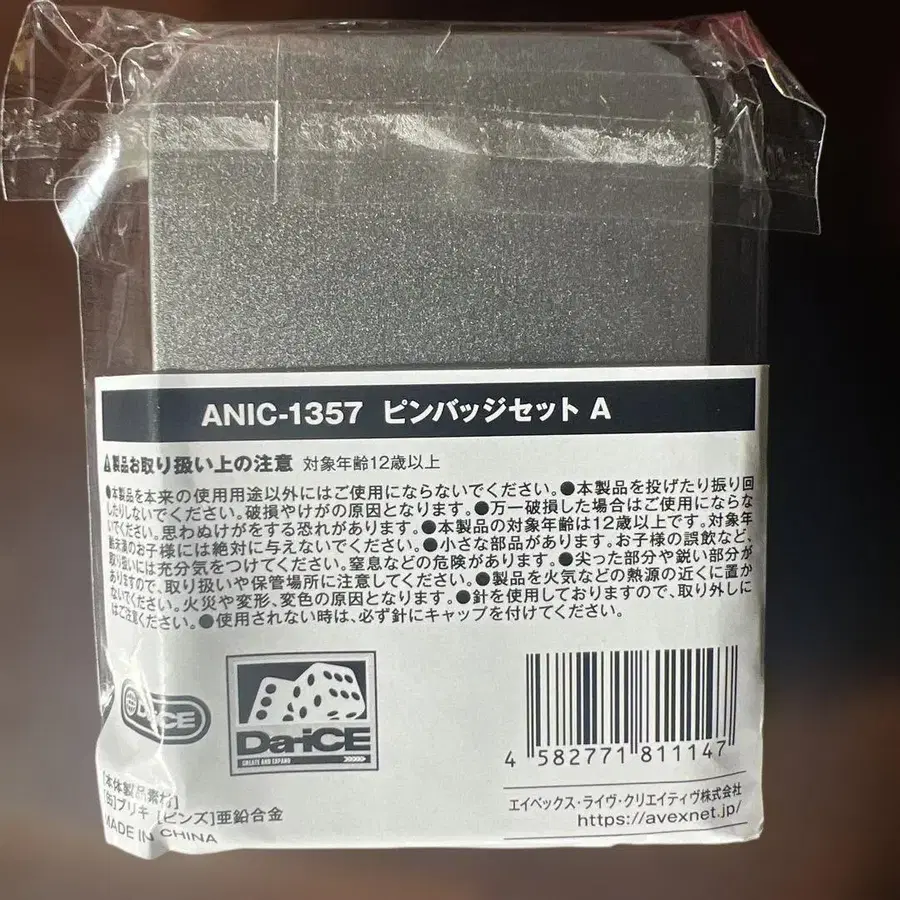 ANIC-1357 ピンバッジセット A
⚠製品お取り扱い上の注意 対象年齢12歳以上
●本製品を本来の使用用途以外にはご使用にならないでください。●本製品を投げたり振り回
したりしないでください。破損やけがの原因となります。●万一破損した場合はご使用にならな
いでください。思わぬけがをする恐れがあります。●本製品の対象年齢は12歳以上です。対象年
齢未満のお子様には絶対に与えないでください。●小さな部品があります。お子様の誤飲など、
取り扱いには充分気をつけてください。窒息などの危険があります。●尖った部分や鋭い部分が
ありますので、取り扱いや保管場所に注意してください。●製品を火気などの熱源の近くに置か
ないでください。火災や変形、変色の原因となります。●針を使用しておりますので、取り外しに
はご注意ください。●使用されない時は、必ず針にキャップを付けてください。
Da-iCE
Da-iCE
CREATE AND EXPAND
4 582771 811147
[本体製品素材]
[缶]ブリキ [ピンズ]亜鉛合金
MADE IN CHINA
エイベックス・ライヴ・クリエイティヴ株式会社
https://avexnet.jp/